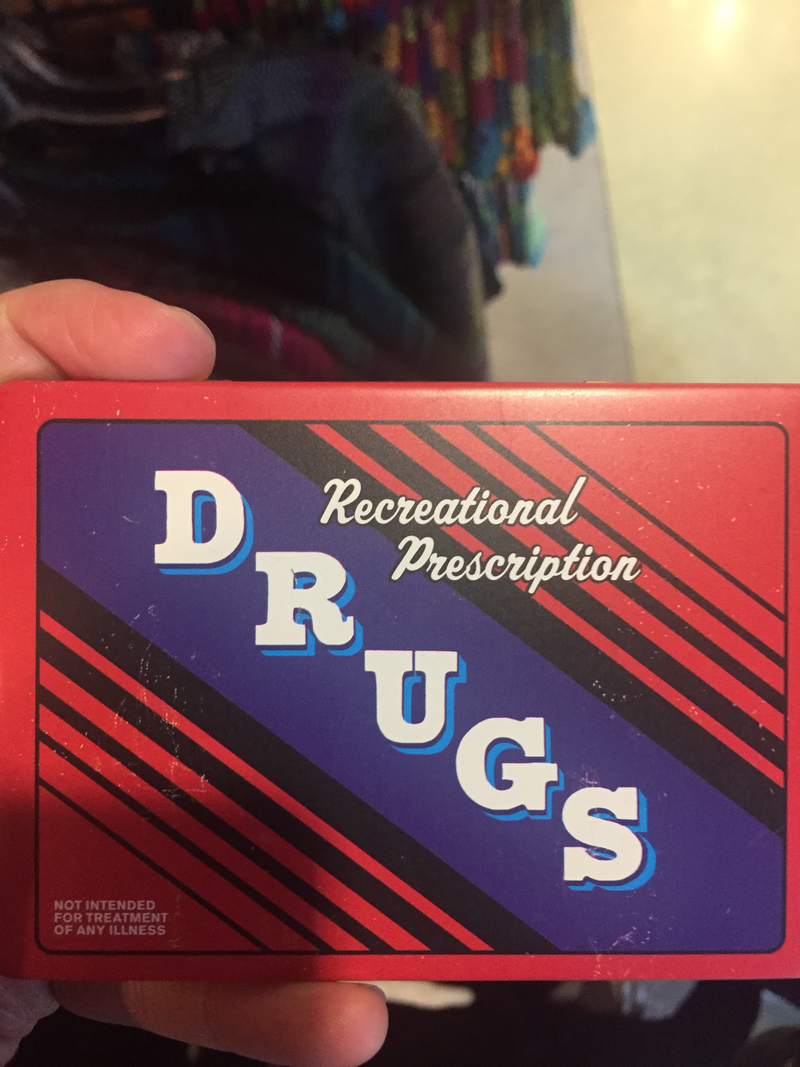 Recreational
Prescription
DRUGS
NOT INTENDED
FOR TREATMENT
OF ANY ILLNESS